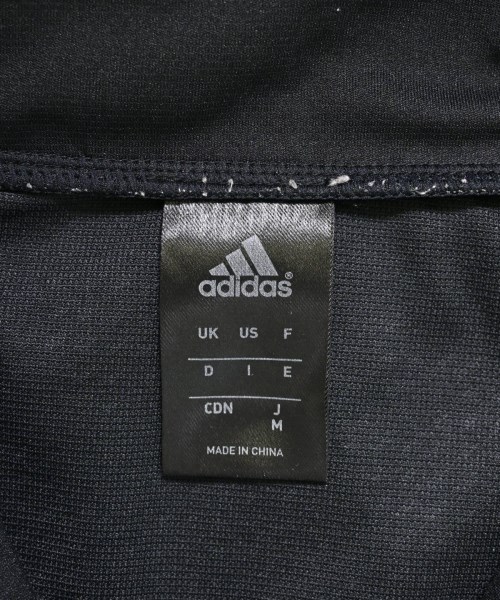 adidas®
UK US F
D I E
CDN J
M
MADE IN CHINA